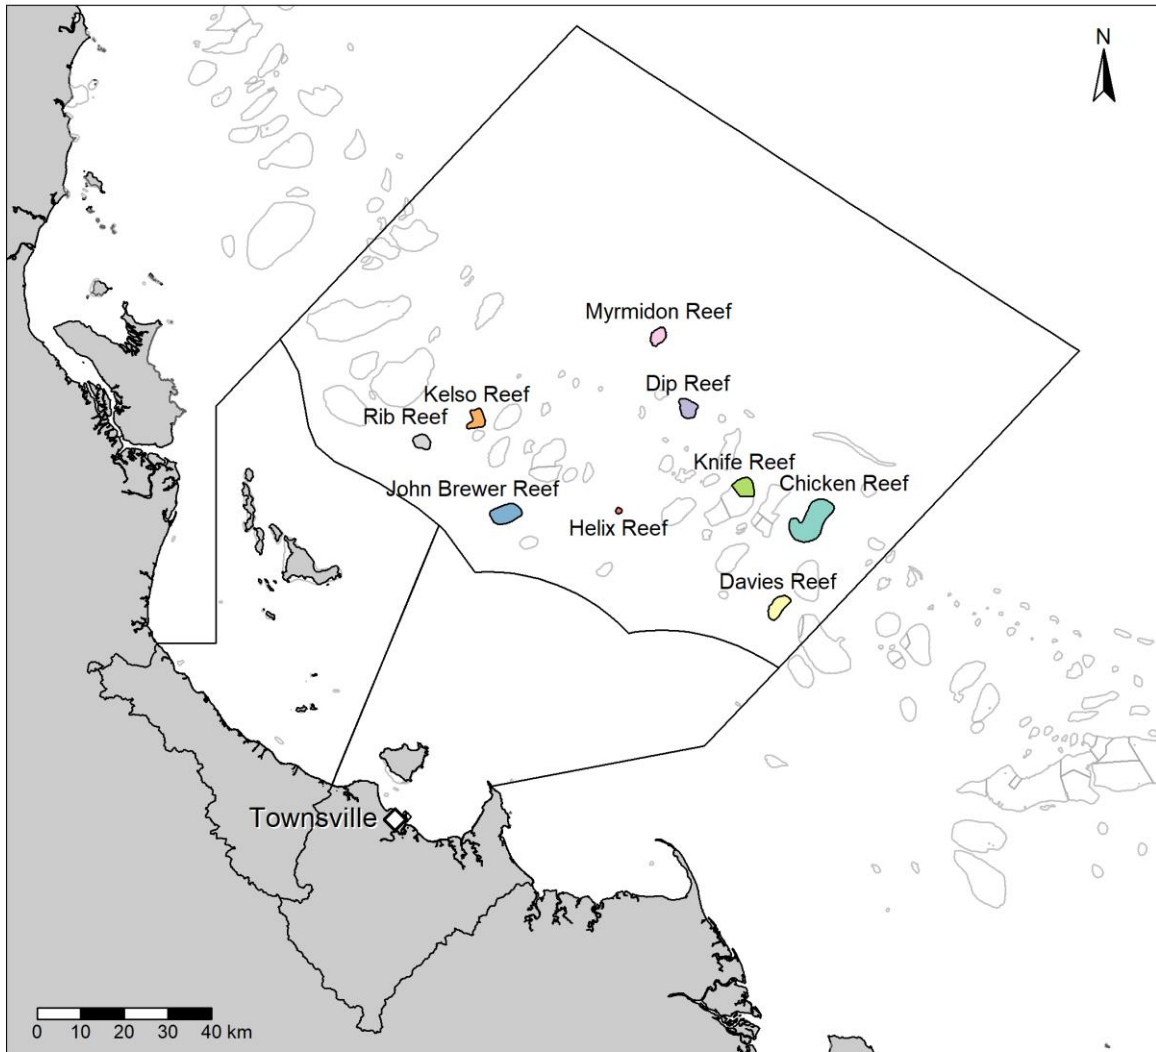 N
Myrmidon Reef
Dip Reef
Kelso Reef
Rib Reef
Knife Reef
Chicken Reef
John Brewer Reef
Helix Reef
Davies Reef
Townsville
0 10 20 30 40 km